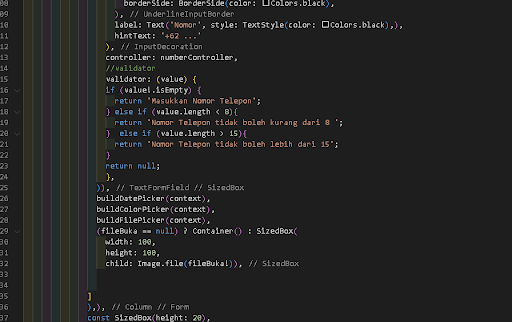 08 borderSide: BorderSide(color: Colors.black),
09 ), // UnderlineInputBorder
10 label: Text('Nomor', style: TextStyle(color: Colors.black),),
11 hintText: '+62 ...'
12 ), // InputDecoration
13 controller: numberController,
14 //validator
15 validator: (value) {
16 if (value!.isEmpty) {
17 return 'Masukkan Nomor Telepon';
18 } else if (value.length < 8){
19 return 'Nomor Telepon tidak boleh kurang dari 8 ';
20 } else if (value.length > 15){
21 return 'Nomor Telepon tidak boleh lebih dari 15';
22 }
23 return null;
24 },
25 )), // TextFormField // SizedBox
26 buildDatePicker(context),
27 buildColorPicker(context),
28 buildFilePicker(context),
29 (fileBuka == null) ? Container() : SizedBox(
30 width: 100,
31 height: 100,
32 child: Image.file(fileBuka!)), // SizedBox
33
34
35 ]
36 ),), // Column // Form
37 const SizedBox(height: 20),